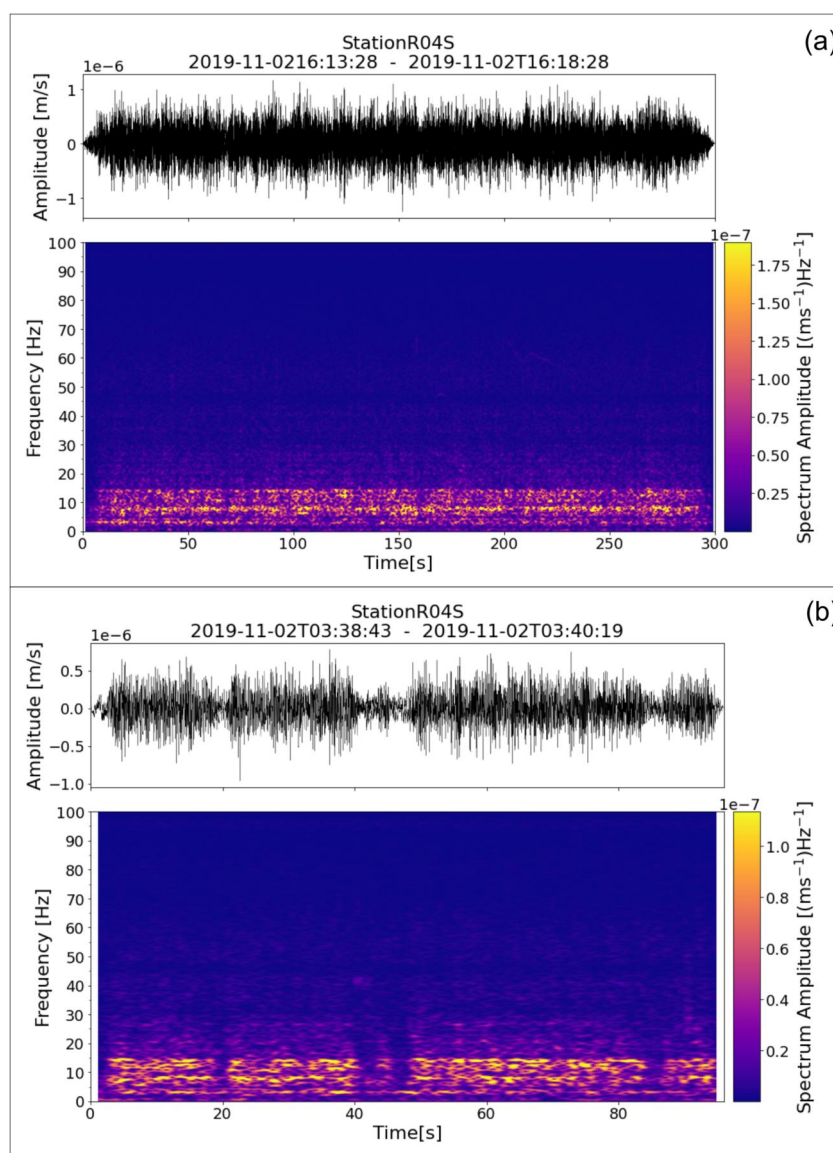 (a)
StationR04S
2019-11-0216:13:28 - 2019-11-02T16:18:28
1e-6
Amplitude [m/s]
1
0
−1
Frequency [Hz]
100
90
80
70
60
50
40
30
20
10
0
0 50 100 150 200 250 300
Time[s]
1e-7
1.75
1.50
1.25
1.00
0.75
0.50
0.25
Spectrum Amplitude [(ms⁻¹)Hz⁻¹]
(b)
StationR04S
2019-11-02T03:38:43 - 2019-11-02T03:40:19
1e-6
Amplitude [m/s]
0.5
0.0
−0.5
−1.0
Frequency [Hz]
100
90
80
70
60
50
40
30
20
10
0
0 20 40 60 80
Time[s]
1e-7
1.0
0.8
0.6
0.4
0.2
Spectrum Amplitude [(ms⁻¹)Hz⁻¹]